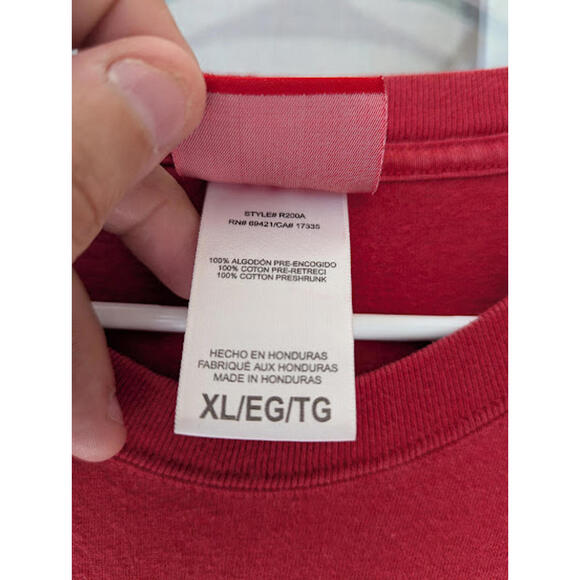 STYLE# R200A
RN# 69421/CA# 17335
100% ALGODÓN PRE-ENCOGIDO
100% COTON PRE-RETRECI
100% COTTON PRESHRUNK
HECHO EN HONDURAS
FABRIQUÉ AUX HONDURAS
MADE IN HONDURAS
XL/EG/TG